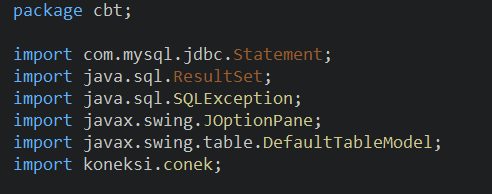 package cbt;
import com.mysql.jdbc.Statement;
import java.sql.ResultSet;
import java.sql.SQLException;
import javax.swing.JOptionPane;
import javax.swing.table.DefaultTableModel;
import koneksi.conek;